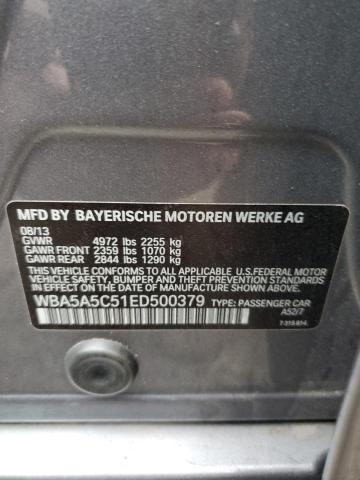 MFD BY BAYERISCHE MOTOREN WERKE AG
08/13
GVWR 4972 lbs 2255 kg
GAWR FRONT 2359 lbs 1070 kg
GAWR REAR 2844 lbs 1290 kg
THIS VEHICLE CONFORMS TO ALL APPLICABLE U.S.FEDERAL MOTOR
VEHICLE SAFETY, BUMPER, AND THEFT PREVENTION STANDARDS
IN EFFECT ON THE DATE OF MANUFACTURE SHOWN ABOVE.
WBA5A5C51ED500379 TYPE: PASSENGER CAR
A52/7